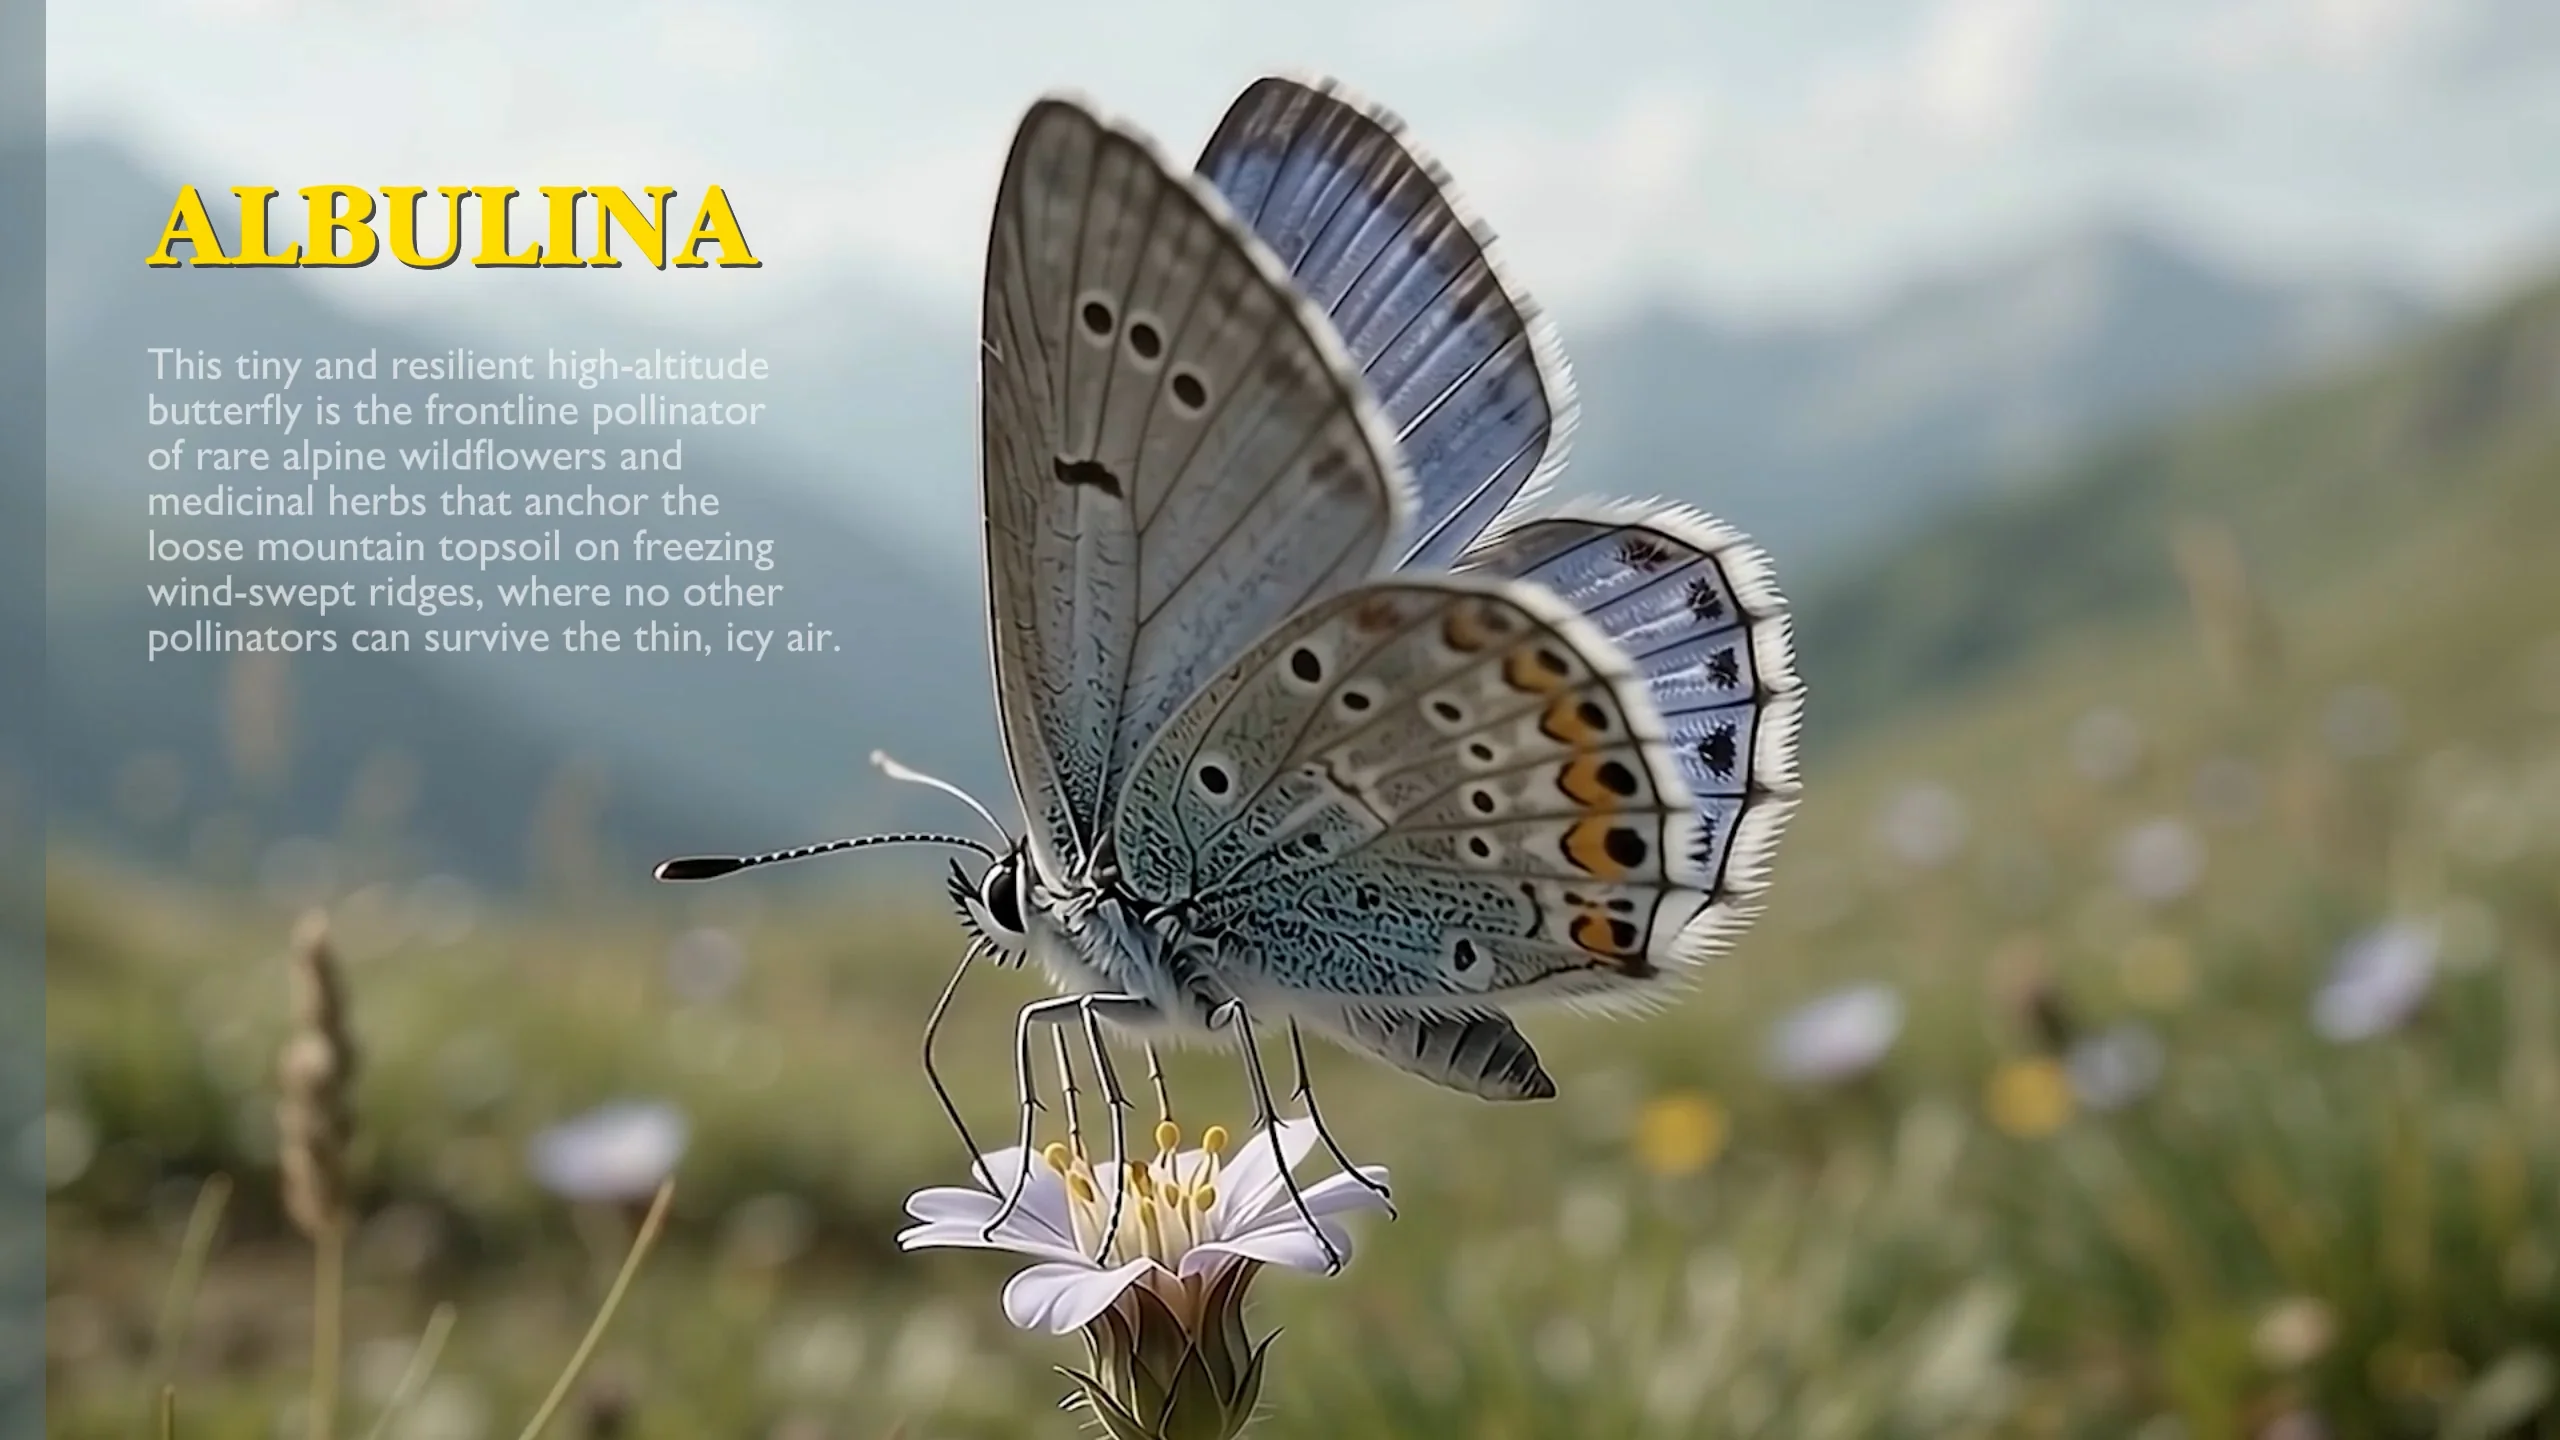 ALBULINA
This tiny and resilient high-altitude
butterfly is the frontline pollinator
of rare alpine wildflowers and
medicinal herbs that anchor the
loose mountain topsoil on freezing
wind-swept ridges, where no other
pollinators can survive the thin, icy air.